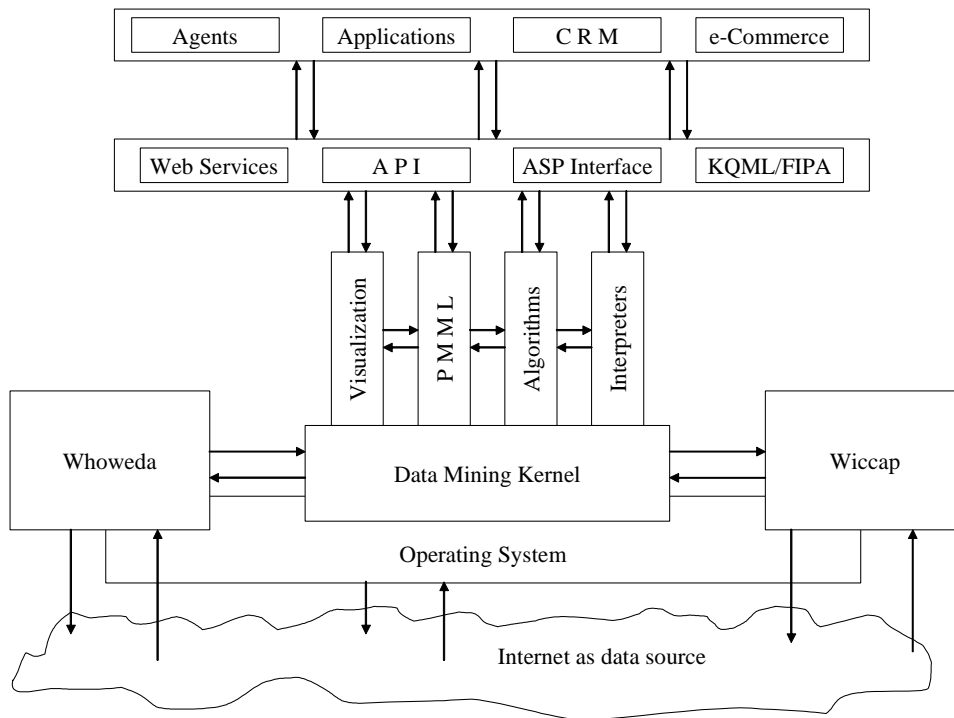 Agents
Applications
C R M
e-Commerce
Web Services
A P I
ASP Interface
KQML/FIPA
Visualization
P M M L
Algorithms
Interpreters
Whoweda
Data Mining Kernel
Wiccap
Operating System
Internet as data source